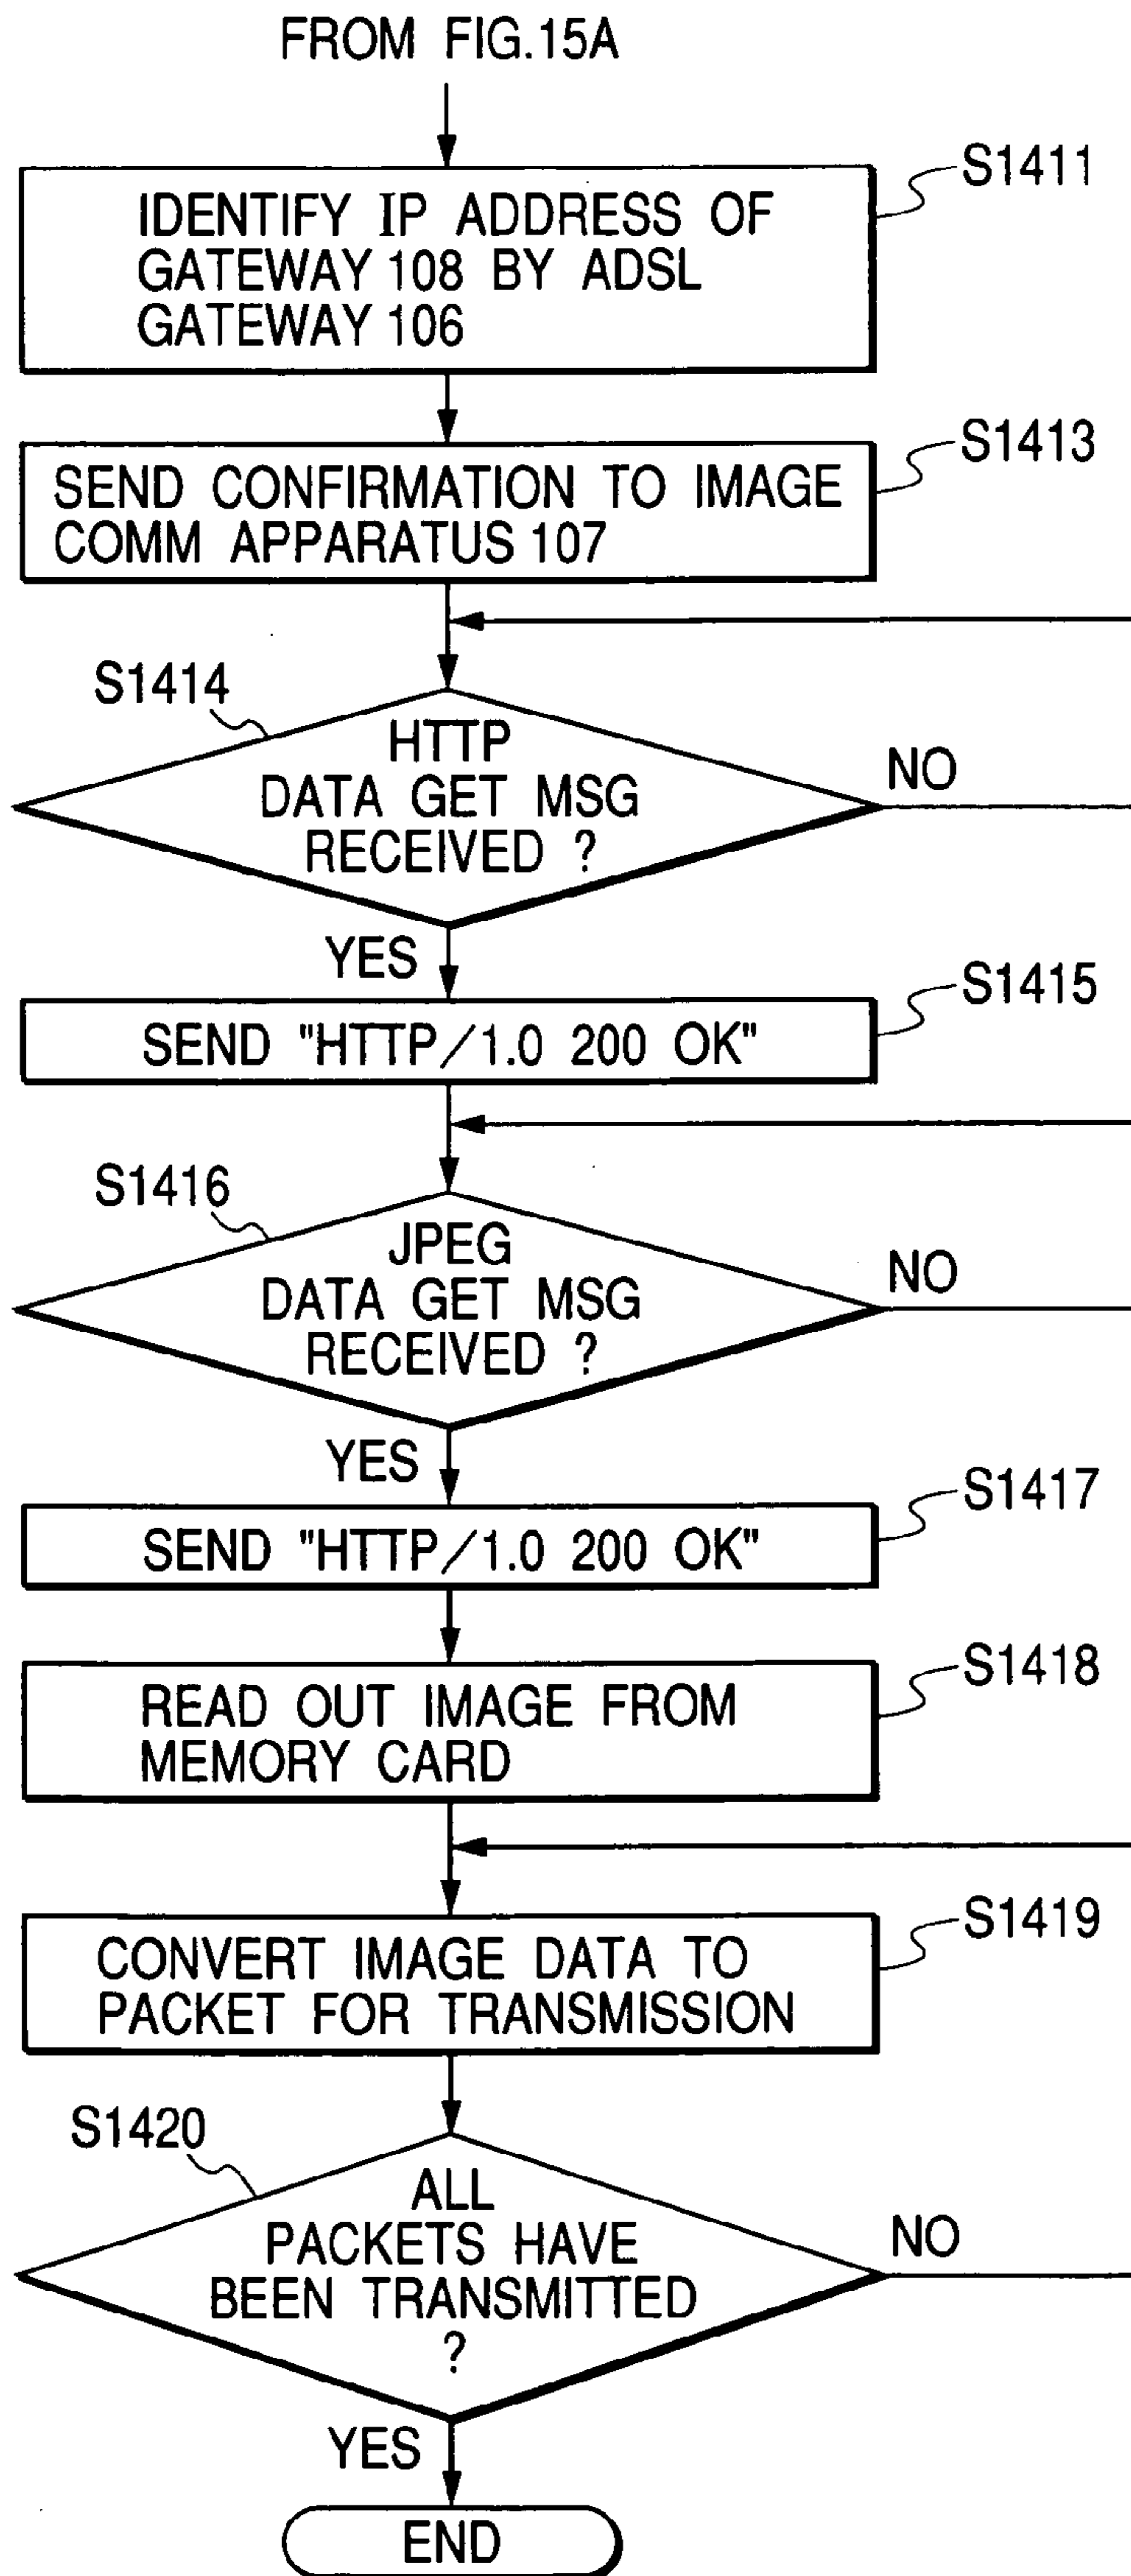 FROM FIG.15A
S1411
IDENTIFY IP ADDRESS OF
GATEWAY 108 BY ADSL
GATEWAY 106
S1413
SEND CONFIRMATION TO IMAGE
COMM APPARATUS 107
S1414
HTTP
DATA GET MSG
RECEIVED ?
NO
YES
S1415
SEND "HTTP/1.0 200 OK"
S1416
JPEG
DATA GET MSG
RECEIVED ?
NO
YES
S1417
SEND "HTTP/1.0 200 OK"
S1418
READ OUT IMAGE FROM
MEMORY CARD
S1419
CONVERT IMAGE DATA TO
PACKET FOR TRANSMISSION
S1420
ALL
PACKETS HAVE
BEEN TRANSMITTED
?
NO
YES
END